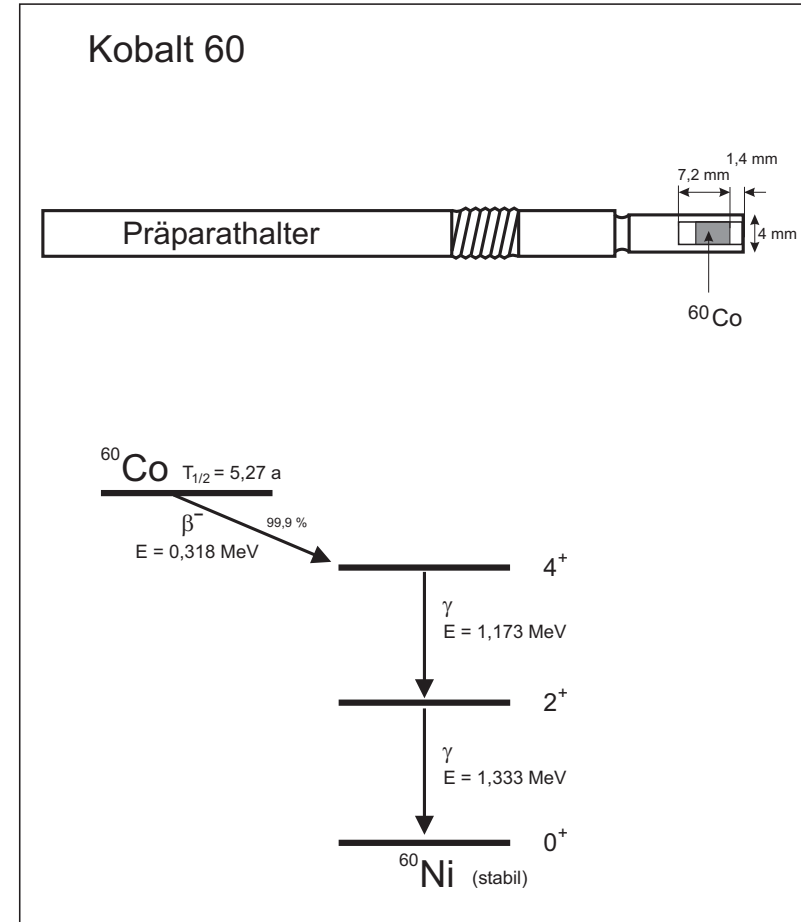 Kobalt 60
1,4 mm
7,2 mm
Präparathalter
4 mm
⁶⁰Co
⁶⁰Co T₁/₂ = 5,27 a
β⁻
99,9 %
E = 0,318 MeV
4⁺
γ
E = 1,173 MeV
2⁺
γ
E = 1,333 MeV
0⁺
⁶⁰Ni (stabil)